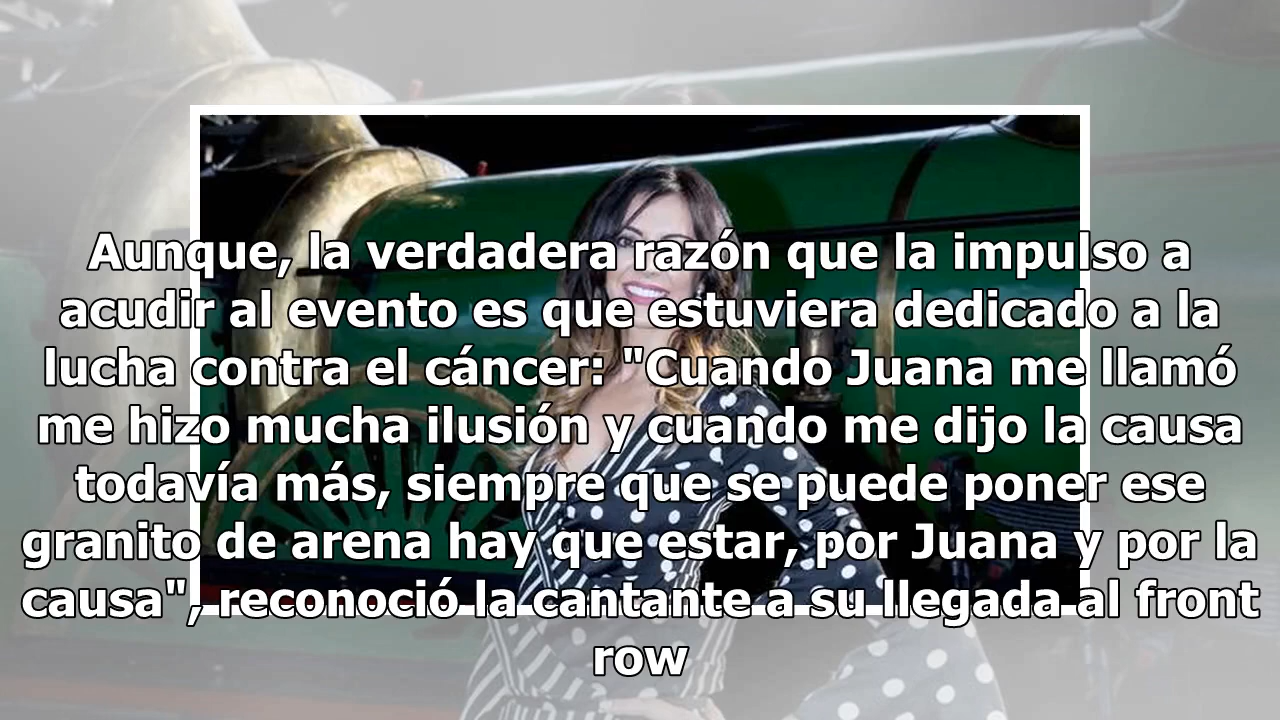 Aunque, la verdadera razón que la impulso a
acudir al evento es que estuviera dedicado a la
lucha contra el cáncer: "Cuando Juana me llamó
me hizo mucha ilusión y cuando me dijo la causa
todavía más, siempre que se puede poner ese
granito de arena hay que estar, por Juana y por la
causa", reconoció la cantante a su llegada al front
row